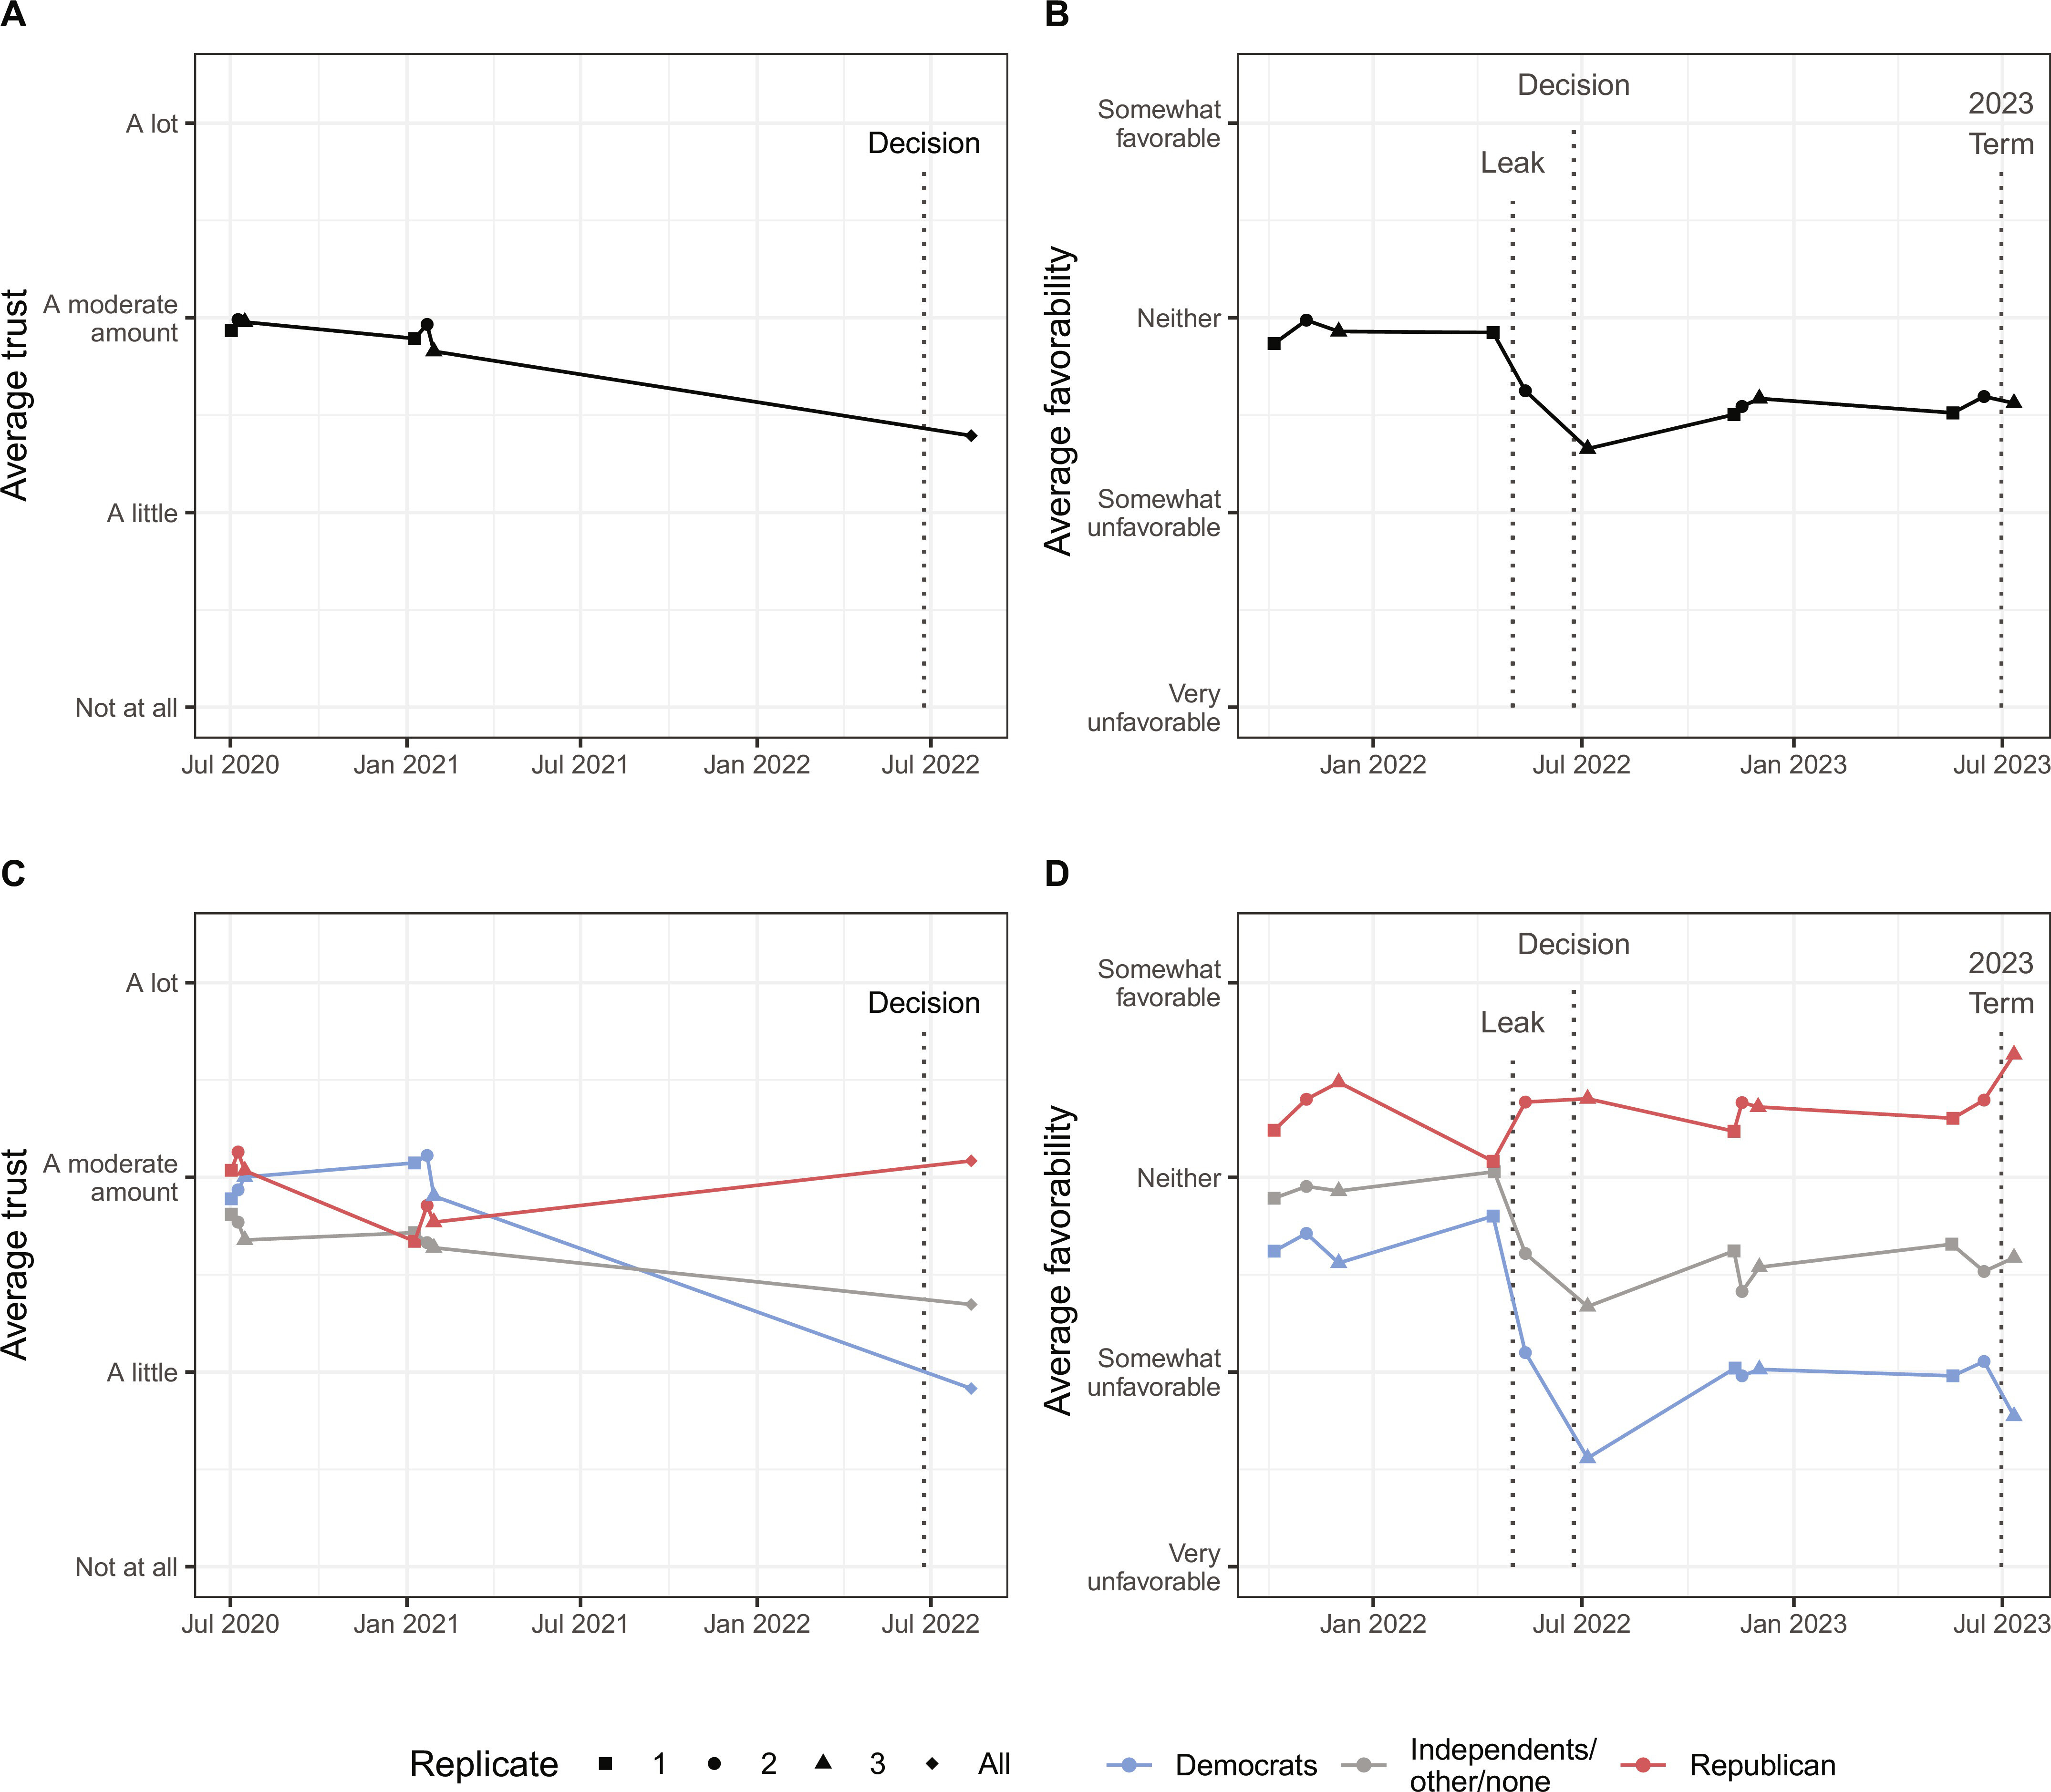 A
Average trust
A lot
A moderate
amount
A little
Not at all
Decision
Jul 2020
Jan 2021
Jul 2021
Jan 2022
Jul 2022
B
Average favorability
Somewhat
favorable
Neither
Somewhat
unfavorable
Very
unfavorable
Decision
Leak
2023
Term
Jan 2022
Jul 2022
Jan 2023
Jul 2023
C
Average trust
A lot
A moderate
amount
A little
Not at all
Decision
Jul 2020
Jan 2021
Jul 2021
Jan 2022
Jul 2022
D
Average favorability
Somewhat
favorable
Neither
Somewhat
unfavorable
Very
unfavorable
Decision
Leak
2023
Term
Jan 2022
Jul 2022
Jan 2023
Jul 2023
Replicate 1 2 3 All
Democrats
Independents/
other/none
Republican